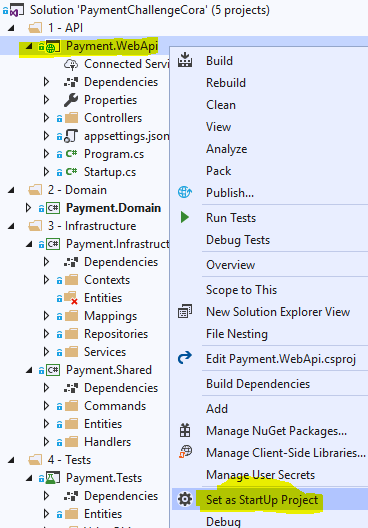 Solution 'PaymentChallengeCora' (5 projects)
1 - API
Payment.WebApi
Connected Servi
Dependencies
Properties
Controllers
appsettings.json
Program.cs
Startup.cs
2 - Domain
Payment.Domain
3 - Infrastructure
Payment.Infrastruct
Dependencies
Contexts
Entities
Mappings
Repositories
Services
Payment.Shared
Dependencies
Commands
Entities
Handlers
4 - Tests
Payment.Tests
Dependencies
Entities
Build
Rebuild
Clean
View
Analyze
Pack
Publish...
Run Tests
Debug Tests
Overview
Scope to This
New Solution Explorer View
File Nesting
Edit Payment.WebApi.csproj
Build Dependencies
Add
Manage NuGet Packages...
Manage Client-Side Libraries...
Manage User Secrets
Set as StartUp Project
Debug